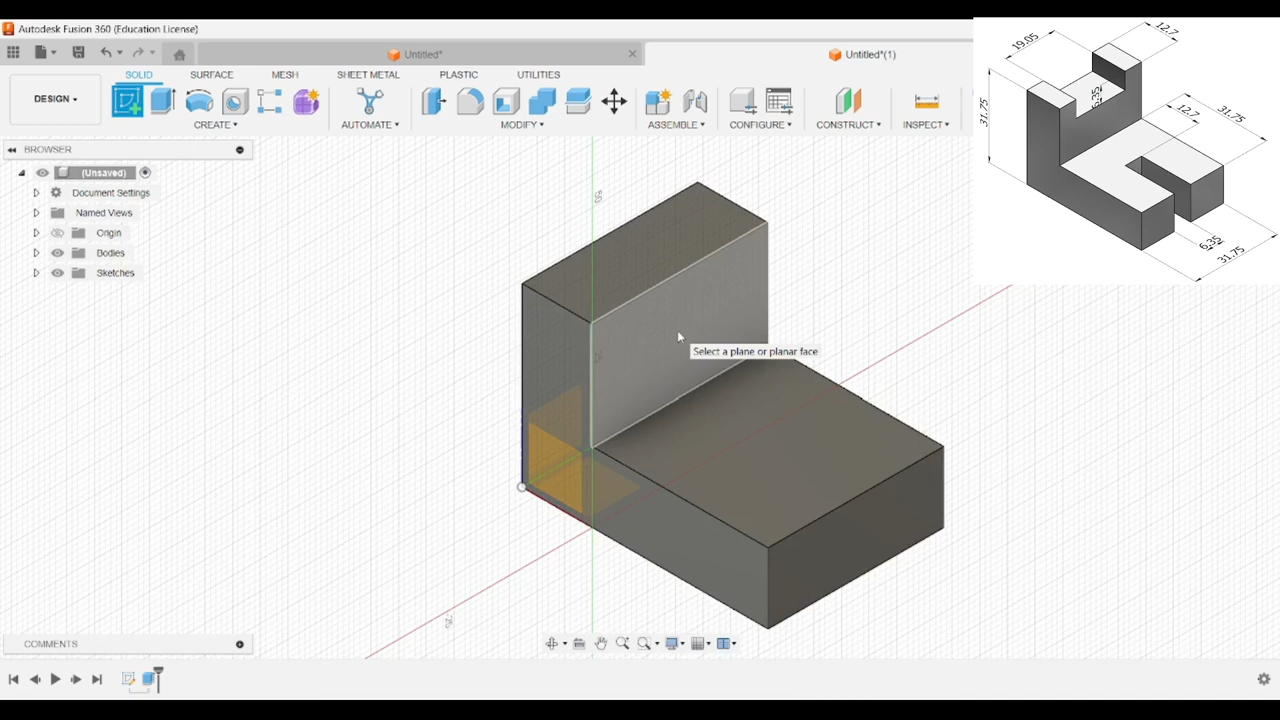 Autodesk Fusion 360 (Education License)
Untitled*
Untitled*(1)
SOLID SURFACE MESH SHEET METAL PLASTIC UTILITIES
DESIGN
CREATE AUTOMATE MODIFY ASSEMBLE CONFIGURE CONSTRUCT INSPECT
BROWSER
(Unsaved)
Document Settings
Named Views
Origin
Bodies
Sketches
Select a plane or planar face
19.05
12.7
31.75
12.7
31.75
6.35
31.75
COMMENTS